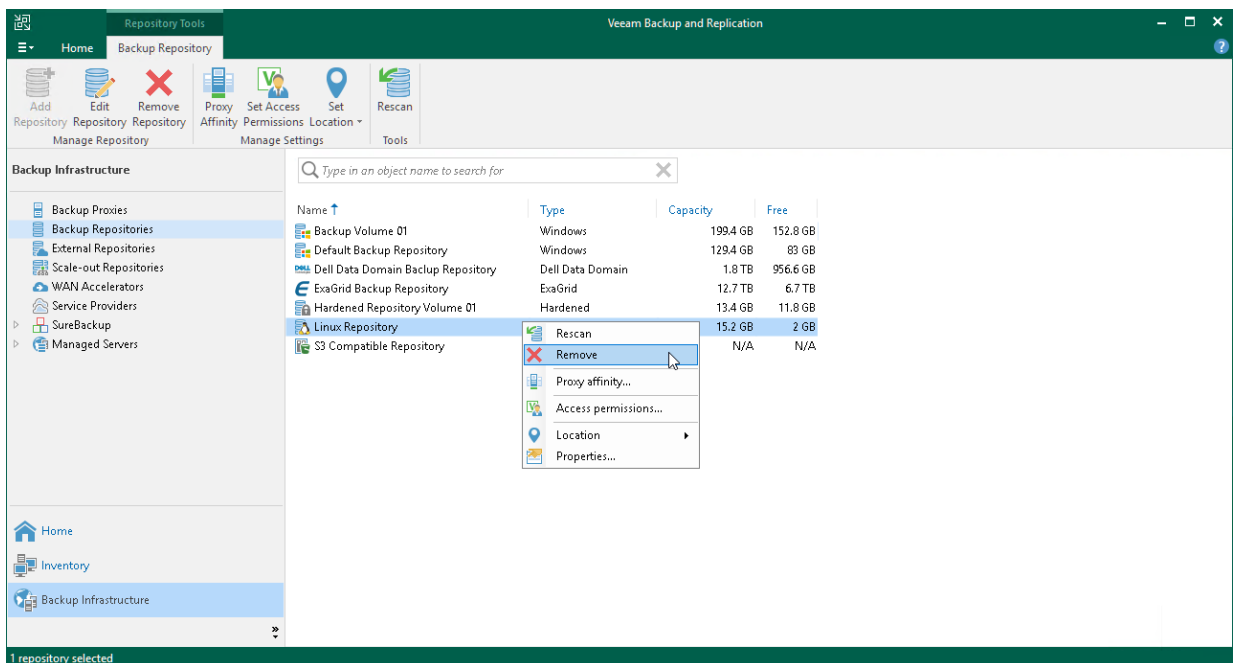 Repository Tools
Veeam Backup and Replication
Home
Backup Repository
Add Repository
Edit Repository
Remove Repository
Proxy Affinity
Set Access Permissions
Set Location
Rescan
Manage Repository
Manage Settings
Tools
Backup Infrastructure
Backup Proxies
Backup Repositories
External Repositories
Scale-out Repositories
WAN Accelerators
Service Providers
SureBackup
Managed Servers
Home
Inventory
Backup Infrastructure
Type in an object name to search for
Name Type Capacity Free
Backup Volume 01 Windows 199.4 GB 152.8 GB
Default Backup Repository Windows 129.4 GB 83 GB
DELL Dell Data Domain Baclup Repository Dell Data Domain 1.8 TB 956.6 GB
ExaGrid Backup Repository ExaGrid 12.7 TB 6.7 TB
Hardened Repository Volume 01 Hardened 13.4 GB 11.8 GB
Linux Repository 15.2 GB 2 GB
S3 Compatible Repository N/A N/A
Rescan
Remove
Proxy affinity...
Access permissions...
Location
Properties...
1 repository selected